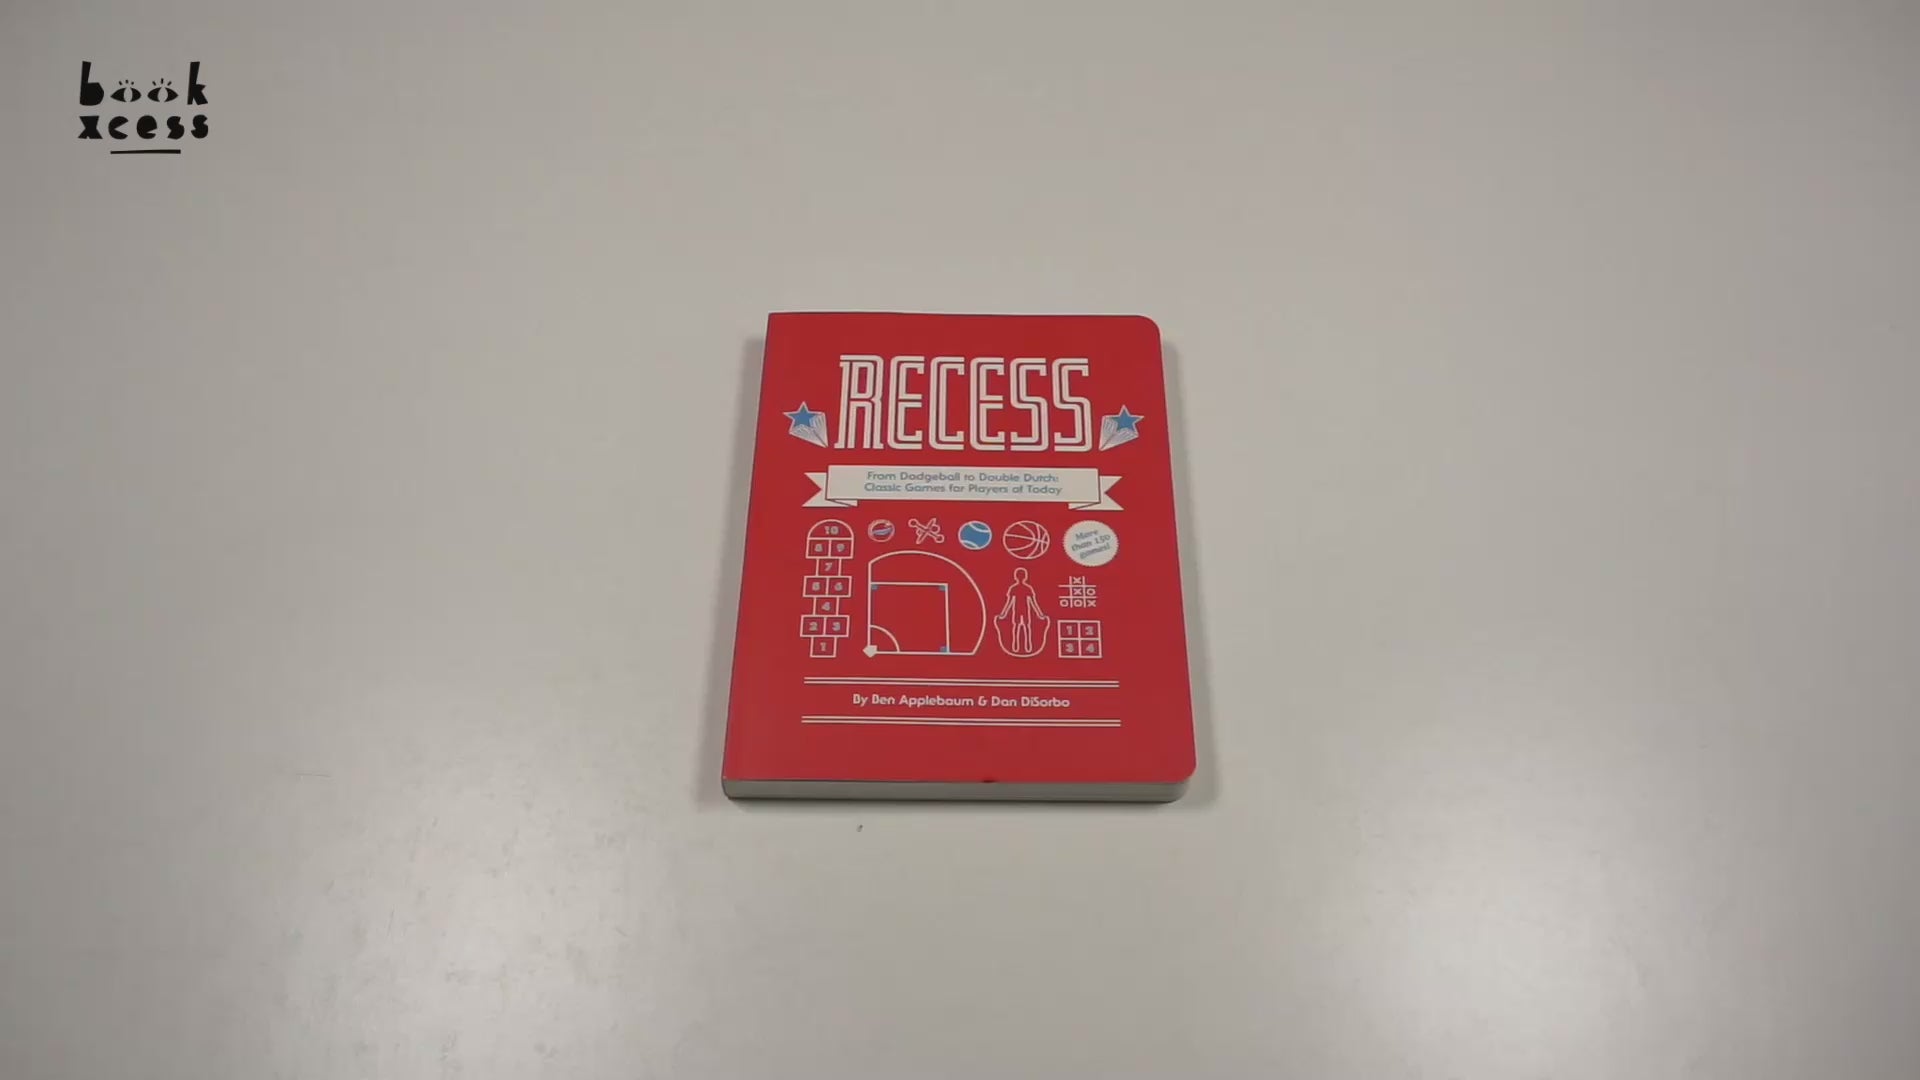 book
xcess
RECESS
From Dodgeball to Double Dutch:
Classic Games for Players of Today
More
than 150
games!
10
8 9
7
5 6
4
2 3
1
X
X O
O O X
1 2
3 4
By Ben Applebaum & Dan DiSorbo